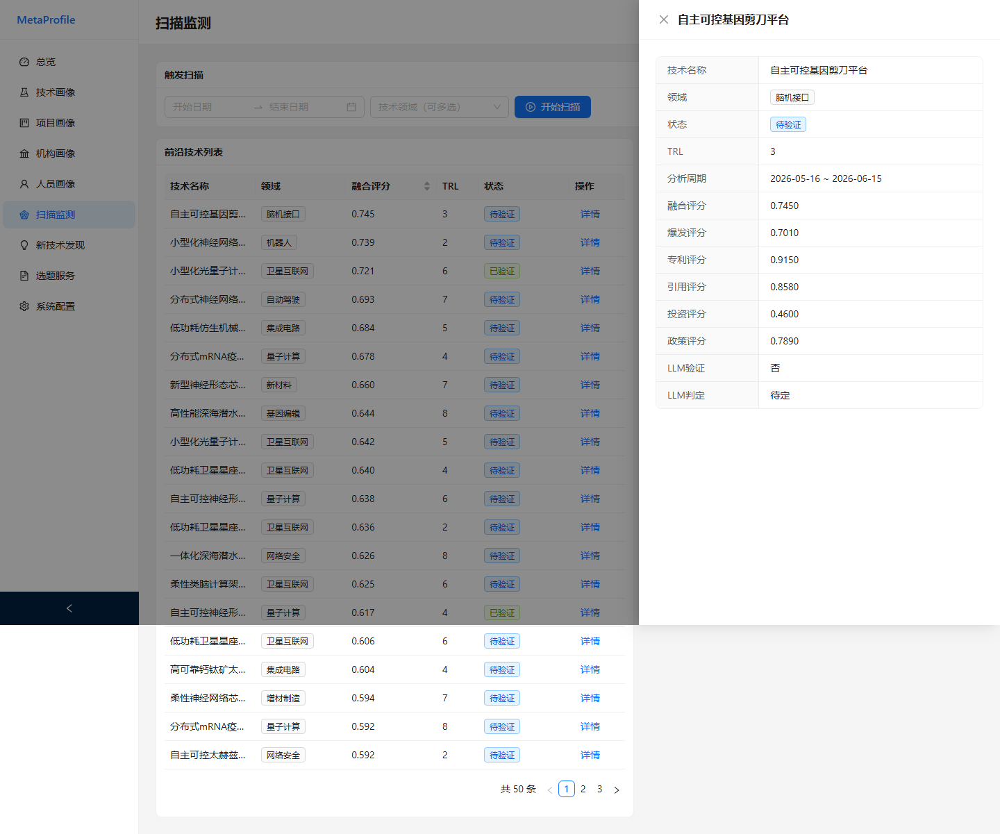 MetaProfile
总览
技术画像
项目画像
机构画像
人员画像
扫描监测
新技术发现
选题服务
系统配置
扫描监测
触发扫描
开始日期 结束日期 技术领域（可多选） 开始扫描
前沿技术列表
技术名称 领域 融合评分 TRL 状态 操作
自主可控基因剪... 脑机接口 0.745 3 待验证 详情
小型化神经网络... 机器人 0.739 2 待验证 详情
小型化光量子计... 卫星互联网 0.721 6 已验证 详情
分布式神经网络... 自动驾驶 0.693 7 待验证 详情
低功耗仿生机械... 集成电路 0.684 5 待验证 详情
分布式mRNA疫... 量子计算 0.678 4 待验证 详情
新型神经形态芯... 新材料 0.660 7 待验证 详情
高性能深海潜水... 基因编辑 0.644 8 待验证 详情
小型化光量子计... 卫星互联网 0.642 5 待验证 详情
低功耗卫星星座... 卫星互联网 0.640 4 待验证 详情
自主可控神经形... 量子计算 0.638 6 待验证 详情
低功耗卫星星座... 卫星互联网 0.636 2 待验证 详情
一体化深海潜水... 网络安全 0.626 8 待验证 详情
柔性类脑计算架... 卫星互联网 0.625 6 待验证 详情
自主可控神经形... 量子计算 0.617 4 已验证 详情
低功耗卫星星座... 卫星互联网 0.606 6 待验证 详情
高可靠钙钛矿太... 集成电路 0.604 4 待验证 详情
柔性神经网络芯... 增材制造 0.594 7 待验证 详情
分布式mRNA疫... 量子计算 0.592 8 待验证 详情
自主可控太赫兹... 网络安全 0.592 2 待验证 详情
共 50 条 1 2 3
自主可控基因剪刀平台
技术名称 自主可控基因剪刀平台
领域 脑机接口
状态 待验证
TRL 3
分析周期 2026-05-16 ~ 2026-06-15
融合评分 0.7450
爆发评分 0.7010
专利评分 0.9150
引用评分 0.8580
投资评分 0.4600
政策评分 0.7890
LLM验证 否
LLM判定 待定